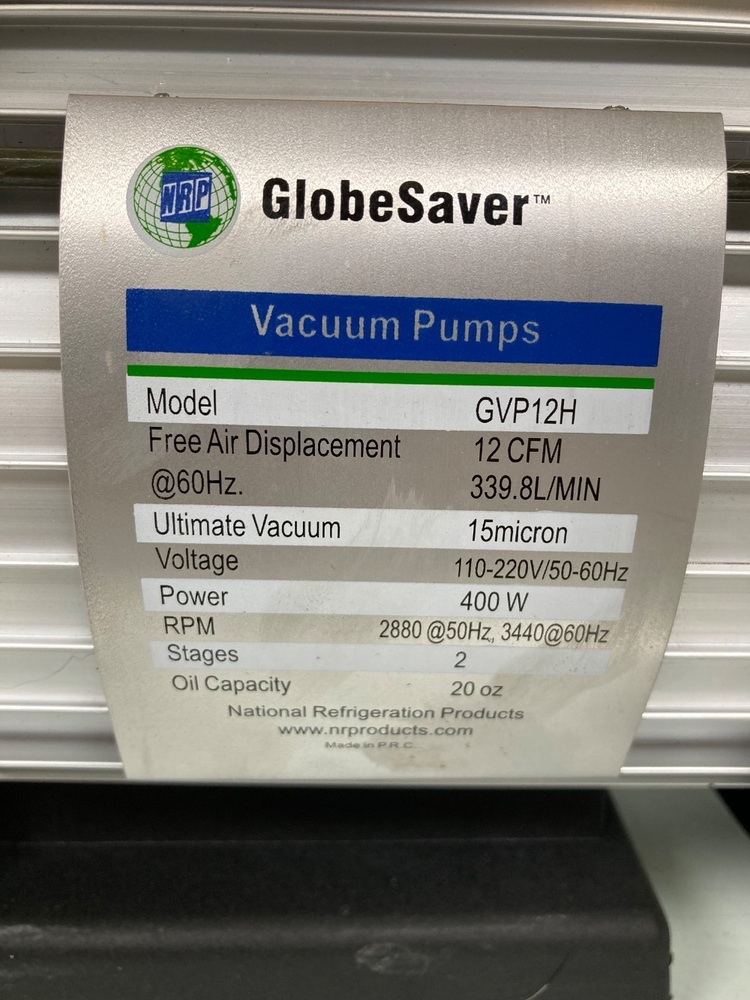 NRP
GlobeSaver™
Vacuum Pumps
Model GVP12H
Free Air Displacement 12 CFM
@60Hz. 339.8L/MIN
Ultimate Vacuum 15micron
Voltage 110-220V/50-60Hz
Power 400 W
RPM 2880 @50Hz, 3440@60Hz
Stages 2
Oil Capacity 20 oz
National Refrigeration Products
www.nrproducts.com
Made in P.R.C.